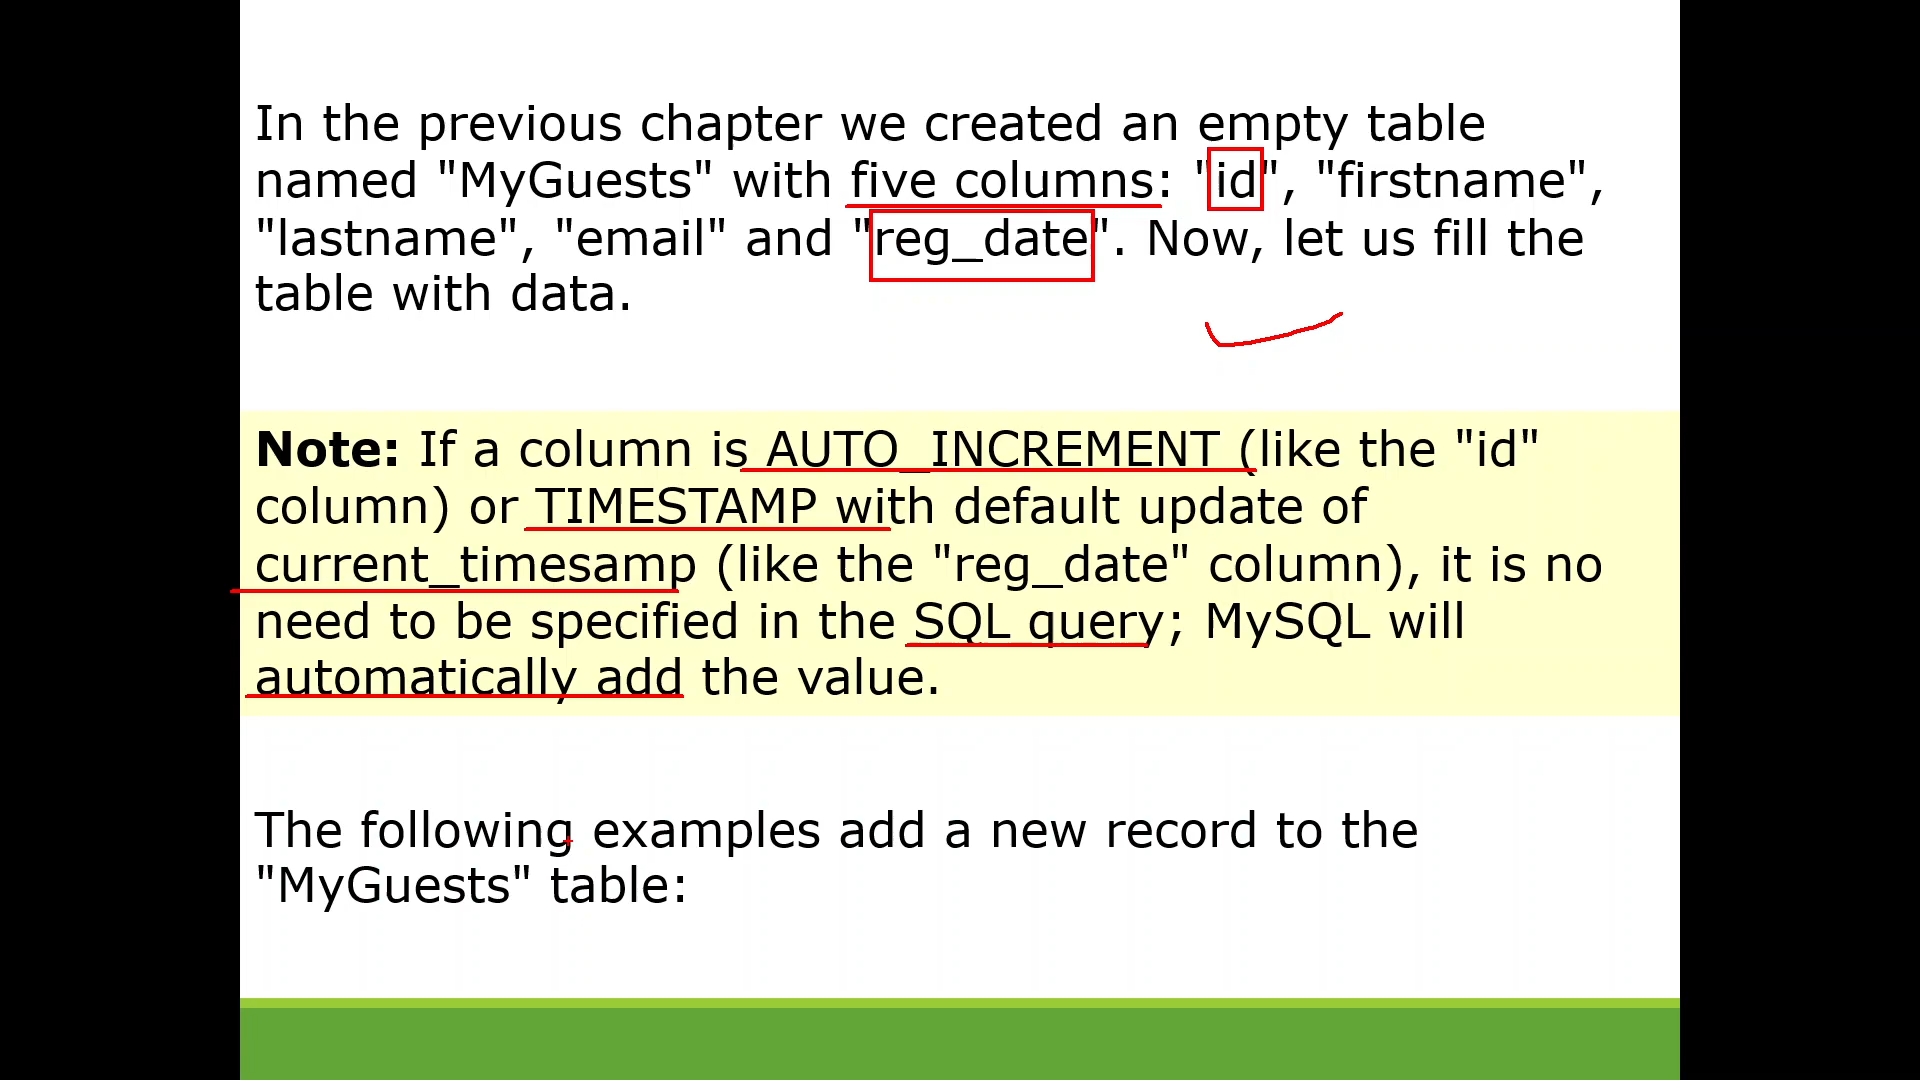 In the previous chapter we created an empty table
named "MyGuests" with five columns: "id", "firstname",
"lastname", "email" and "reg_date". Now, let us fill the
table with data.
Note: If a column is AUTO_INCREMENT (like the "id"
column) or TIMESTAMP with default update of
current_timesamp (like the "reg_date" column), it is no
need to be specified in the SQL query; MySQL will
automatically add the value.
The following examples add a new record to the
"MyGuests" table: